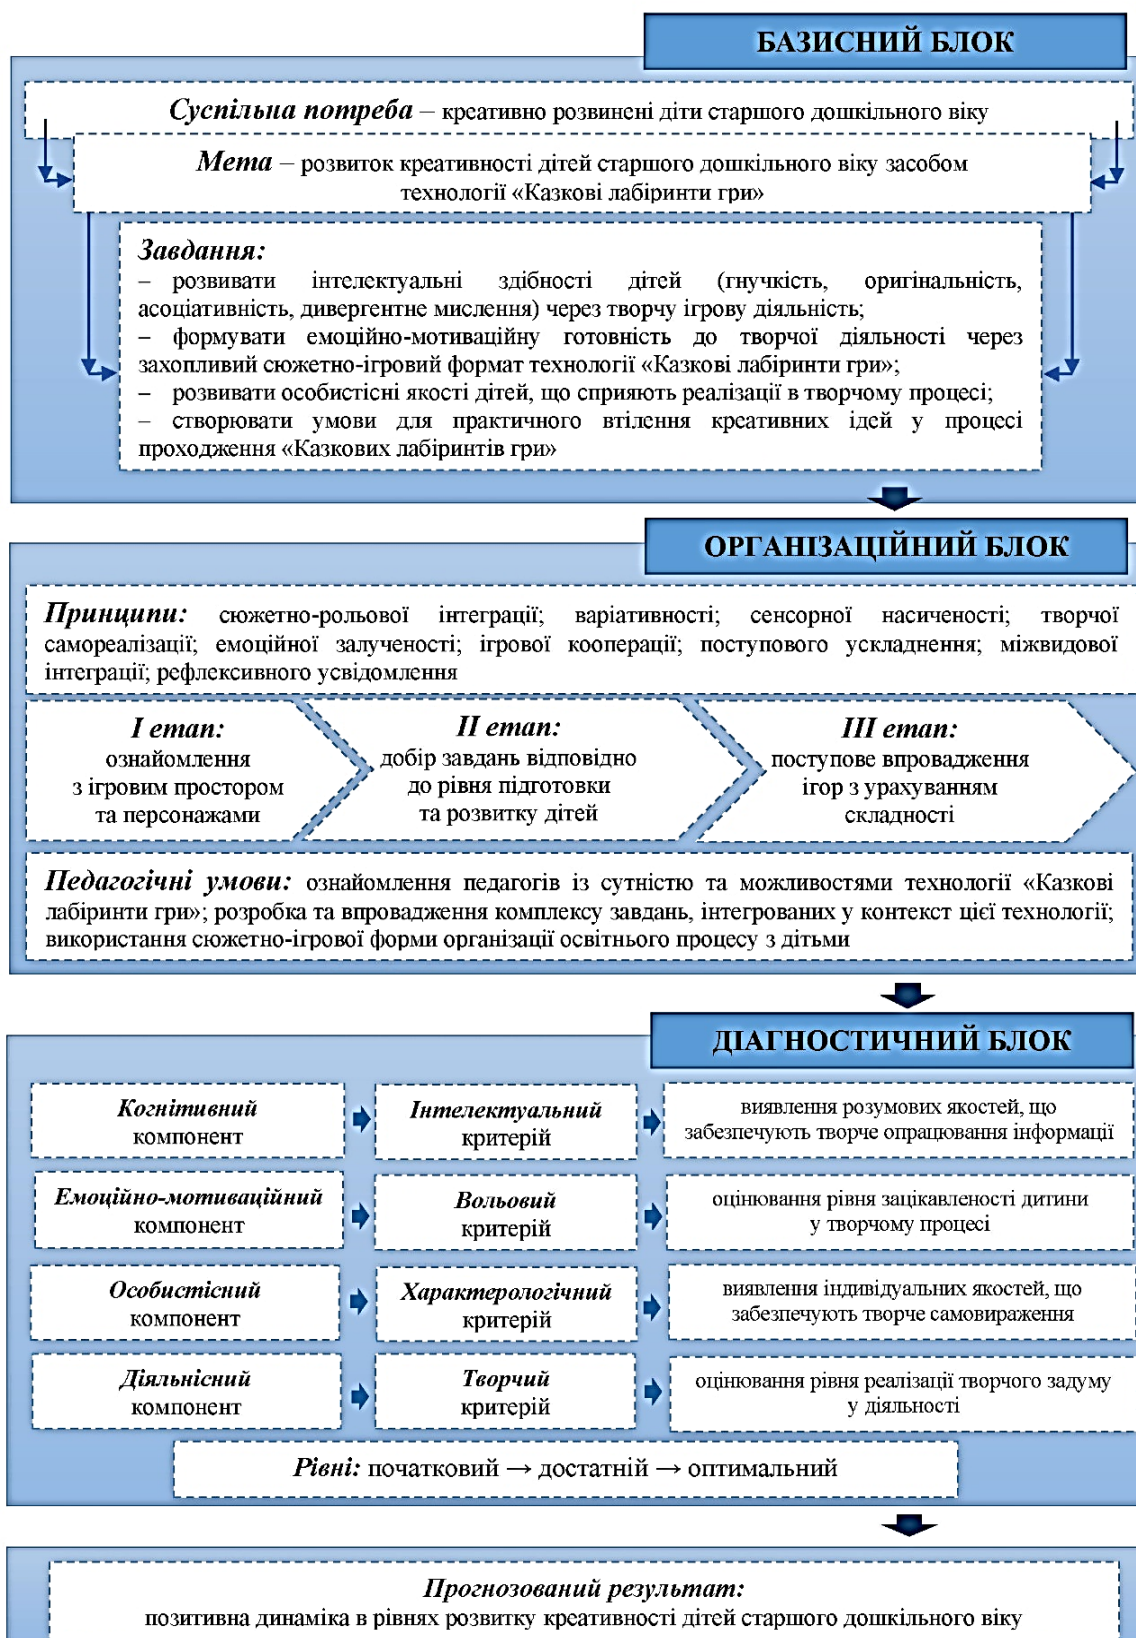 БАЗИСНИЙ БЛОК
Суспільна потреба – креативно розвинені діти старшого дошкільного віку
Мета – розвиток креативності дітей старшого дошкільного віку засобом
технології «Казкові лабіринти гри»
Завдання:
– розвивати інтелектуальні здібності дітей (гнучкість, оригінальність,
асоціативність, дивергентне мислення) через творчу ігрову діяльність;
– формувати емоційно-мотиваційну готовність до творчої діяльності через
захопливий сюжетно-ігровий формат технології «Казкові лабіринти гри»;
– розвивати особистісні якості дітей, що сприяють реалізації в творчому процесі;
– створювати умови для практичного втілення креативних ідей у процесі
проходження «Казкових лабіринтів гри»
ОРГАНІЗАЦІЙНИЙ БЛОК
Принципи: сюжетно-рольової інтеграції; варіативності; сенсорної насиченості; творчої
самореалізації; емоційної залученості; ігрової кооперації; поступового ускладнення; міжвидової
інтеграції; рефлексивного усвідомлення
І етап:
ознайомлення
з ігровим простором
та персонажами
ІІ етап:
добір завдань відповідно
до рівня підготовки
та розвитку дітей
ІІІ етап:
поступове впровадження
ігор з урахуванням
складності
Педагогічні умови: ознайомлення педагогів із сутністю та можливостями технології «Казкові
лабіринти гри»; розробка та впровадження комплексу завдань, інтегрованих у контекст цієї технології;
використання сюжетно-ігрової форми організації освітнього процесу з дітьми
ДІАГНОСТИЧНИЙ БЛОК
Когнітивний
компонент
Інтелектуальний
критерій
виявлення розумових якостей, що
забезпечують творче опрацювання інформації
Емоційно-мотиваційний
компонент
Вольовий
критерій
оцінювання рівня зацікавленості дитини
у творчому процесі
Особистісний
компонент
Характерологічний
критерій
виявлення індивідуальних якостей, що
забезпечують творче самовираження
Діяльнісний
компонент
Творчий
критерій
оцінювання рівня реалізації творчого задуму
у діяльності
Рівні: початковий → достатній → оптимальний
Прогнозований результат:
позитивна динаміка в рівнях розвитку креативності дітей старшого дошкільного віку